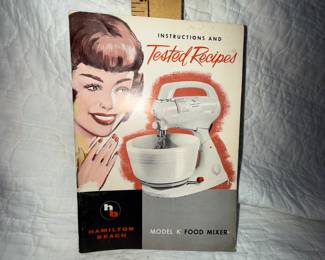 INSTRUCTIONS AND
Tested Recipes
hb
HAMILTON
BEACH
MODEL K FOOD MIXER